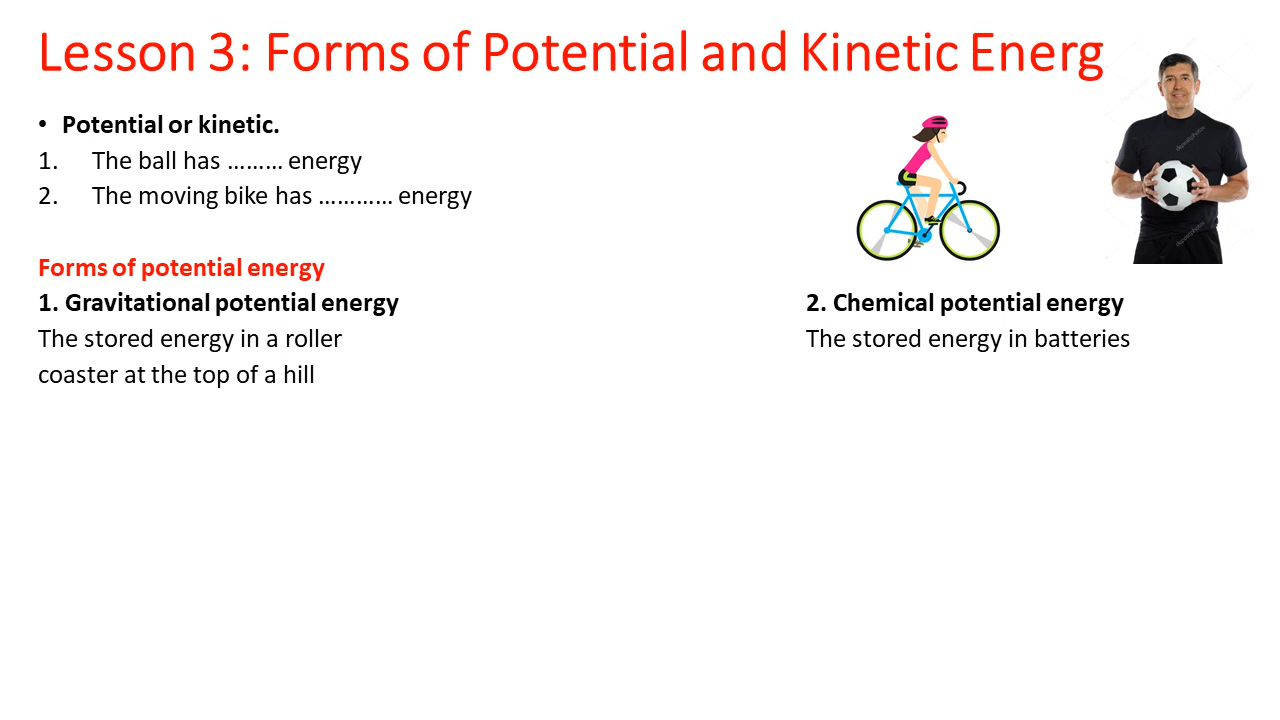 Lesson 3: Forms of Potential and Kinetic Energ
• Potential or kinetic.
1. The ball has ……… energy
2. The moving bike has ………… energy
Forms of potential energy
1. Gravitational potential energy
The stored energy in a roller
coaster at the top of a hill
2. Chemical potential energy
The stored energy in batteries